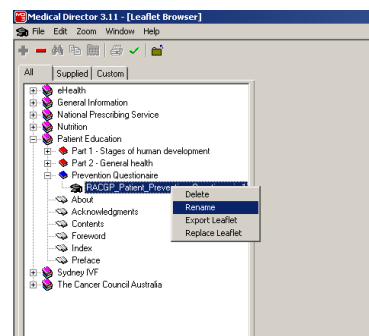 Medical Director 3.11 - [Leaflet Browser]
File Edit Zoom Window Help
All Supplied Custom
eHealth
General Information
National Prescribing Service
Nutrition
Patient Education
Part 1 - Stages of human development
Part 2 - General health
Prevention Questionaire
Delete
Rename
Export Leaflet
Replace Leaflet
About
Acknowledgments
Contents
Foreword
Index
Preface
Sydney IVF
The Cancer Council Australia